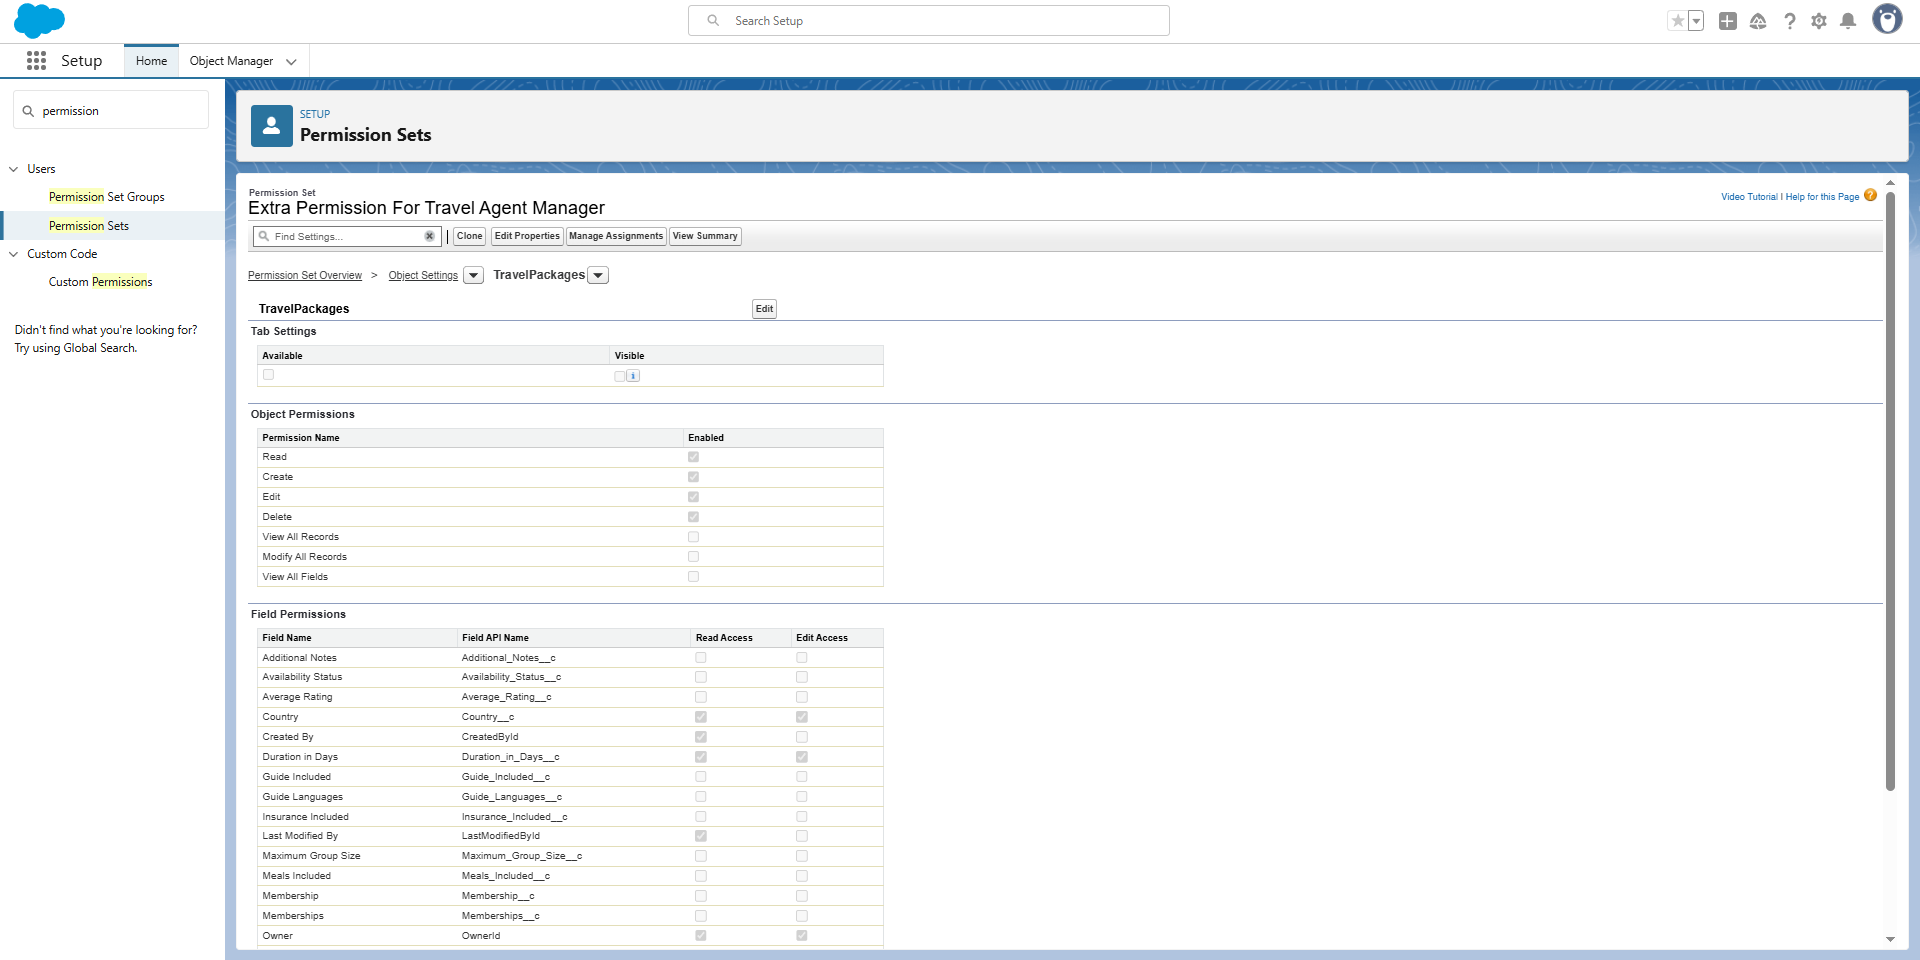 Search Setup
Setup
Home
Object Manager
permission
Users
Permission Set Groups
Permission Sets
Custom Code
Custom Permissions
Didn't find what you're looking for?
Try using Global Search.
SETUP
Permission Sets
Permission Set
Extra Permission For Travel Agent Manager
Video Tutorial | Help for this Page
Find Settings...
Clone
Edit Properties
Manage Assignments
View Summary
Permission Set Overview > Object Settings TravelPackages
TravelPackages
Edit
Tab Settings
Available Visible
Object Permissions
Permission Name Enabled
Read
Create
Edit
Delete
View All Records
Modify All Records
View All Fields
Field Permissions
Field Name Field API Name Read Access Edit Access
Additional Notes Additional_Notes__c
Availability Status Availability_Status__c
Average Rating Average_Rating__c
Country Country__c
Created By CreatedById
Duration in Days Duration_in_Days__c
Guide Included Guide_Included__c
Guide Languages Guide_Languages__c
Insurance Included Insurance_Included__c
Last Modified By LastModifiedById
Maximum Group Size Maximum_Group_Size__c
Meals Included Meals_Included__c
Membership Membership__c
Memberships Memberships__c
Owner OwnerId